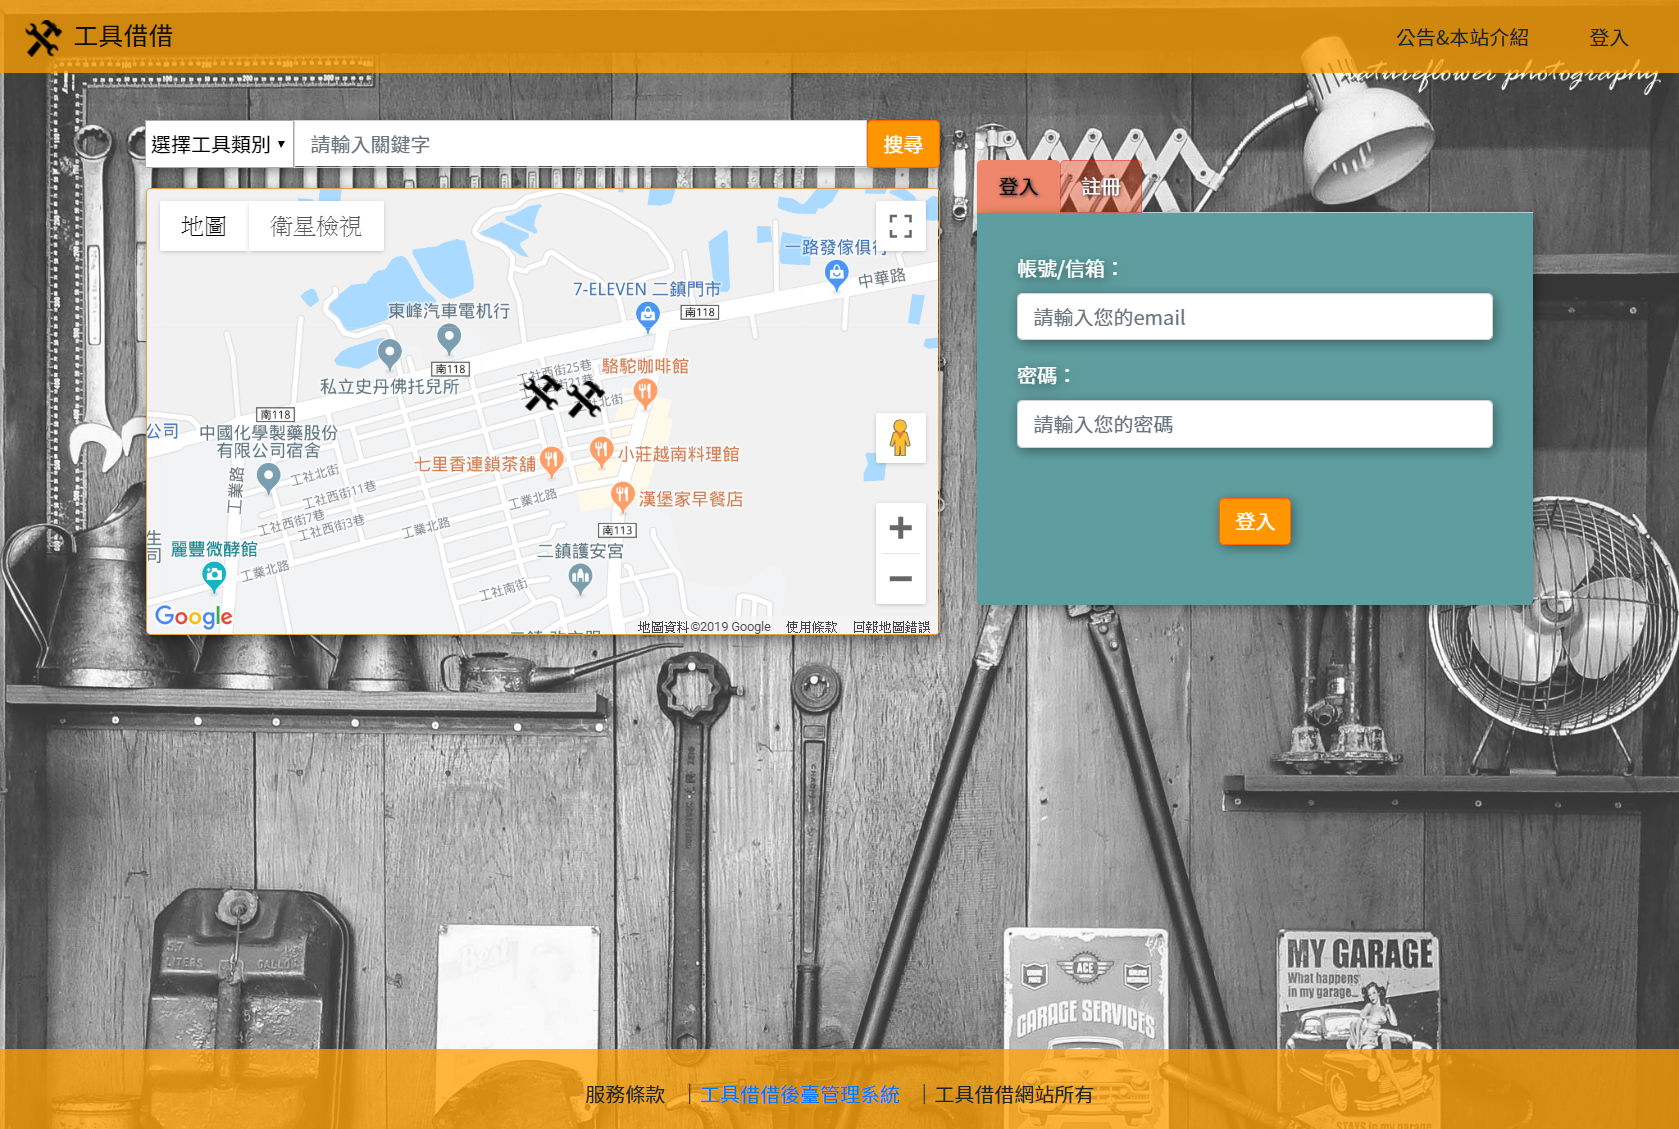 工具借借
公告&本站介紹
登入
natureflower photography
選擇工具類別
請輸入關鍵字
搜尋
地圖
衛星檢視
一路發傢俱行
中華路
7-ELEVEN 二鎮門市
南118
東峰汽車電机行
南118
私立史丹佛托兒所
工社西街25巷
駱駝咖啡館
南118
公司
中國化學製藥股份
有限公司宿舍
七里香連鎖茶舖
小莊越南料理館
工社北街
工業路
工社西街11巷
工業北路
漢堡家早餐店
工社西街7巷
工社西街3巷
工業北路
南113
麗豐微酵館
二鎮護安宮
工業北路
工社南街
Google
地圖資料©2019 Google
使用條款
回報地圖錯誤
登入
註冊
帳號/信箱：
請輸入您的email
密碼：
請輸入您的密碼
登入
5.7
LITERS
GALLON
ACE
GARAGE SERVICES
MY GARAGE
What happens
in my garage...
STAYS in my garage
服務條款
｜工具借借後臺管理系統
｜工具借借網站所有